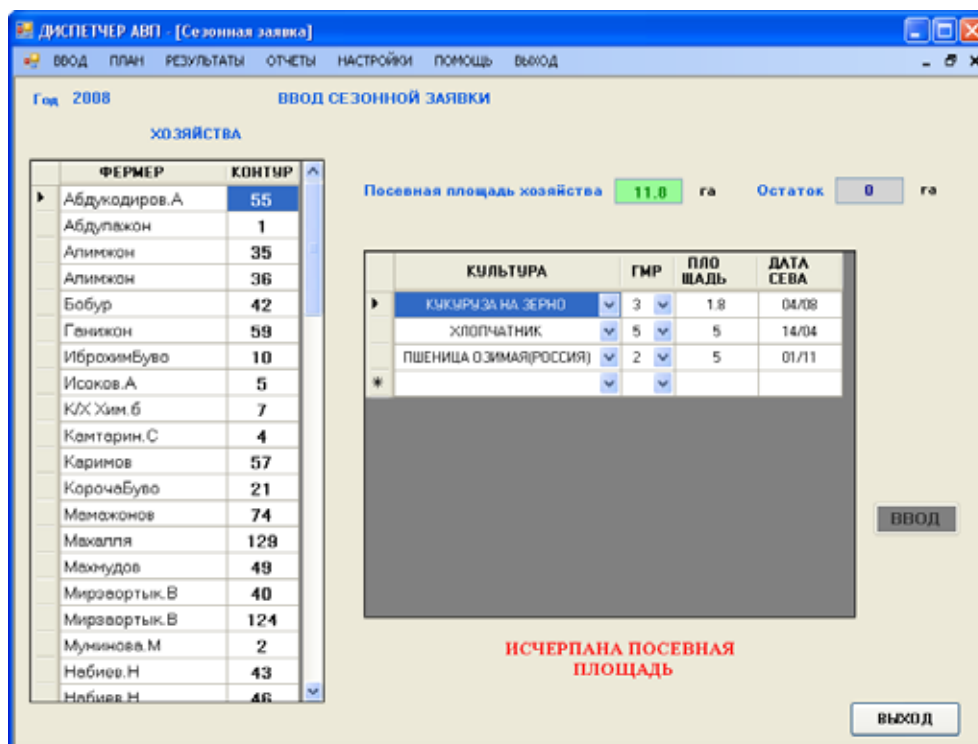 ДИСПЕТЧЕР АВП - [Сезонная заявка]
ВВОД ПЛАН РЕЗУЛЬТАТЫ ОТЧЕТЫ НАСТРОЙКИ ПОМОЩЬ ВЫХОД
Год 2008 ВВОД СЕЗОННОЙ ЗАЯВКИ
ХОЗЯЙСТВА
ФЕРМЕР КОНТУР
Абдукодиров.А 55
Абдупажон 1
Алимжон 35
Алимжон 36
Бобур 42
Ганижон 59
ИброхимБуво 10
Исоков.А 5
К/Х Хим.б 7
Камтарин.С 4
Каримов 57
КорочаБуво 21
Мамажонов 74
Махалля 129
Махмудов 49
Мирзаортык.В 40
Мирзаортык.В 124
Муминова.М 2
Набиев.Н 43
Набиев.Н 46
Посевная площадь хозяйства 11.8 га Остаток 0 га
КУЛЬТУРА ГМР ПЛО ЩАДЬ ДАТА СЕВА
КУКУРУЗА НА ЗЕРНО 3 1.8 04/08
ХЛОПЧАТНИК 5 5 14/04
ПШЕНИЦА ОЗИМАЯ(РОССИЯ) 2 5 01/11
ВВОД
ИСЧЕРПАНА ПОСЕВНАЯ
ПЛОЩАДЬ
ВЫХОД